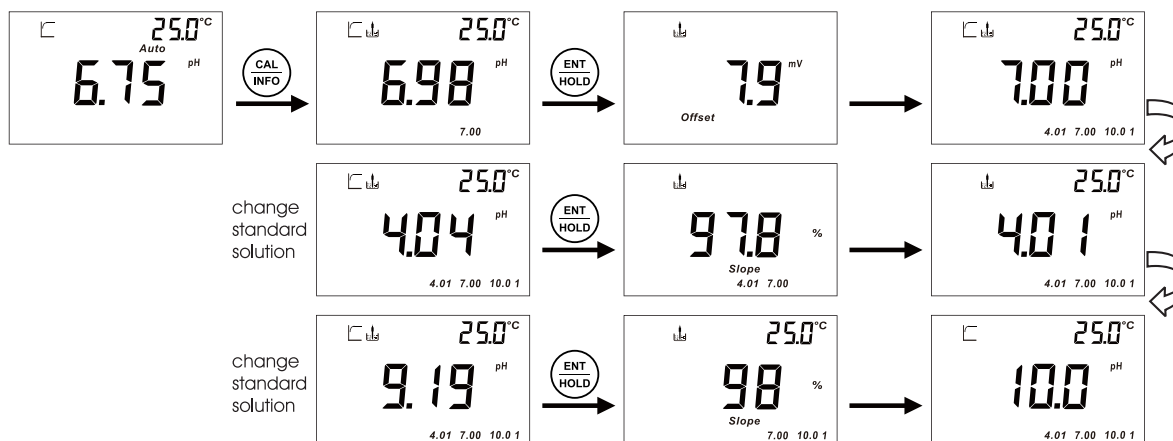 25.0°C
Auto
6.75 pH
CAL
INFO
25.0°C
6.98 pH
7.00
ENT
HOLD
7.9 mV
Offset
25.0°C
7.00 pH
4.01 7.00 10.01
change
standard
solution
25.0°C
4.04 pH
4.01 7.00 10.01
ENT
HOLD
97.8 %
Slope
4.01 7.00
25.0°C
4.01 pH
4.01 7.00 10.01
change
standard
solution
25.0°C
9.19 pH
4.01 7.00 10.01
ENT
HOLD
25.0°C
98 %
Slope
7.00 10.01
25.0°C
10.0 pH
4.01 7.00 10.01